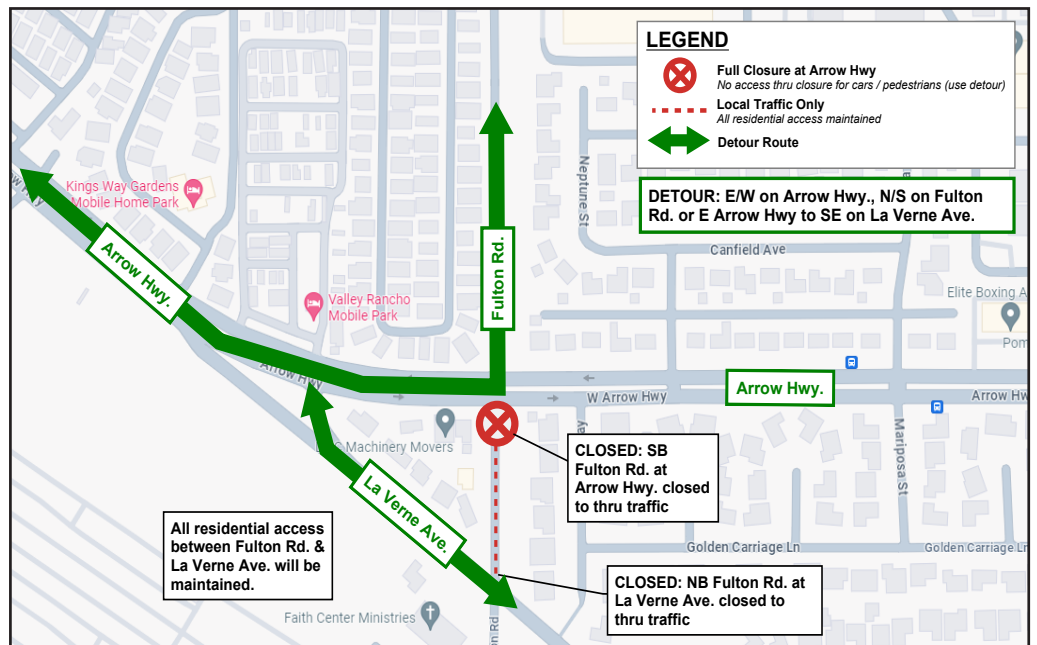 LEGEND
Full Closure at Arrow Hwy
No access thru closure for cars / pedestrians (use detour)
Local Traffic Only
All residential access maintained
Detour Route
DETOUR: E/W on Arrow Hwy., N/S on Fulton
Rd. or E Arrow Hwy to SE on La Verne Ave.
Kings Way Gardens
Mobile Home Park
Arrow Hwy.
Valley Rancho
Mobile Park
Fulton Rd.
Neptune St
Canfield Ave
Elite Boxing A
Pom
Arrow Hwy
W Arrow Hwy
Arrow Hwy.
Arrow Hw
Machinery Movers
Mariposa St
CLOSED: SB
Fulton Rd. at
Arrow Hwy. closed
to thru traffic
La Verne Ave.
All residential access
between Fulton Rd. &
La Verne Ave. will be
maintained.
Golden Carriage Ln
Golden Carriage Ln
CLOSED: NB Fulton Rd. at
La Verne Ave. closed to
thru traffic
Faith Center Ministries
on Rd